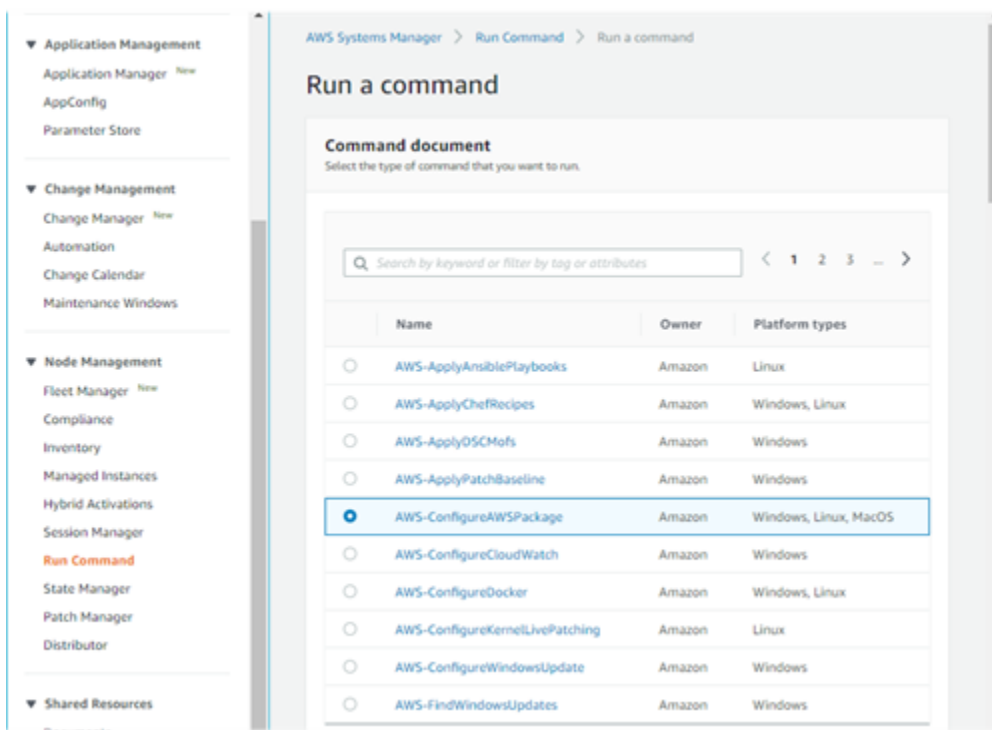 Application Management
Application Manager New
AppConfig
Parameter Store
Change Management
Change Manager New
Automation
Change Calendar
Maintenance Windows
Node Management
Fleet Manager New
Compliance
Inventory
Managed Instances
Hybrid Activations
Session Manager
Run Command
State Manager
Patch Manager
Distributor
Shared Resources
AWS Systems Manager > Run Command > Run a command
Run a command
Command document
Select the type of command that you want to run.
Search by keyword or filter by tag or attributes < 1 2 3 ... >
Name Owner Platform types
AWS-ApplyAnsiblePlaybooks Amazon Linux
AWS-ApplyChefRecipes Amazon Windows, Linux
AWS-ApplyDSCMofs Amazon Windows
AWS-ApplyPatchBaseline Amazon Windows
AWS-ConfigureAWSPackage Amazon Windows, Linux, MacOS
AWS-ConfigureCloudWatch Amazon Windows
AWS-ConfigureDocker Amazon Windows, Linux
AWS-ConfigureKernelLivePatching Amazon Linux
AWS-ConfigureWindowsUpdate Amazon Windows
AWS-FindWindowsUpdates Amazon Windows